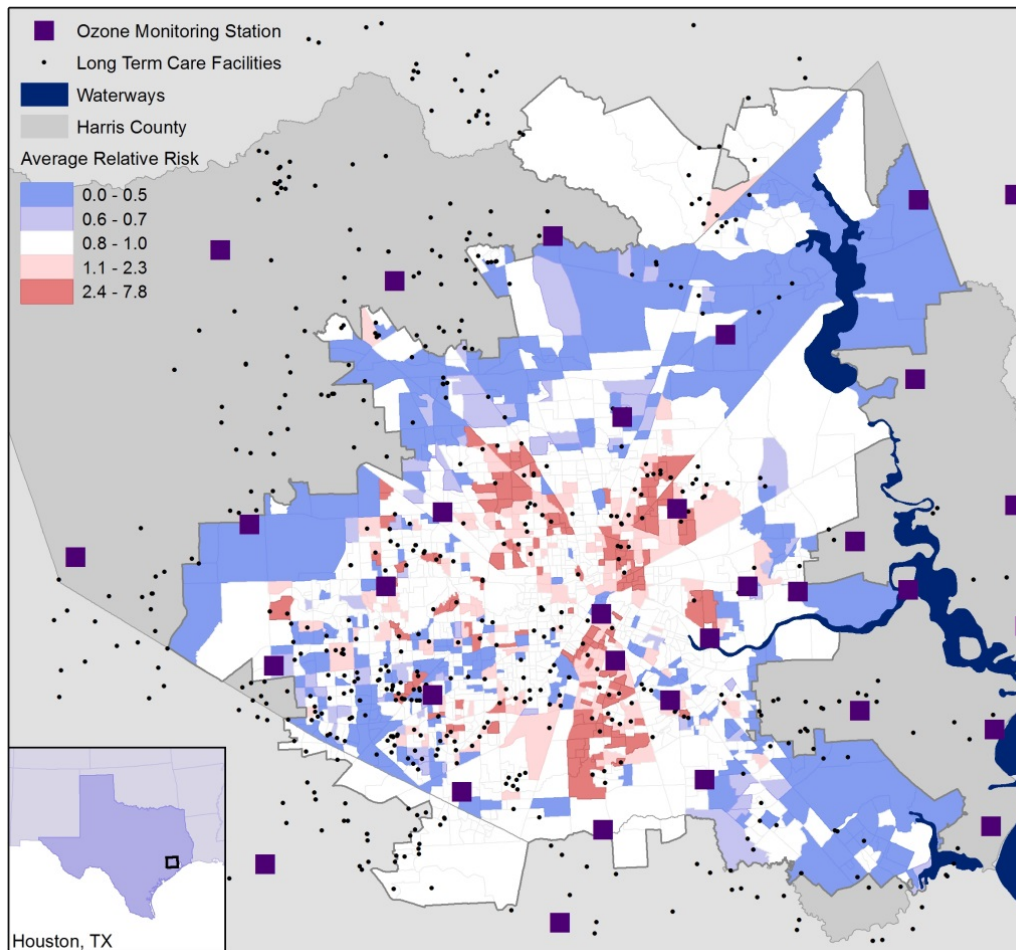 Ozone Monitoring Station
Long Term Care Facilities
Waterways
Harris County
Average Relative Risk
0.0 - 0.5
0.6 - 0.7
0.8 - 1.0
1.1 - 2.3
2.4 - 7.8
Houston, TX